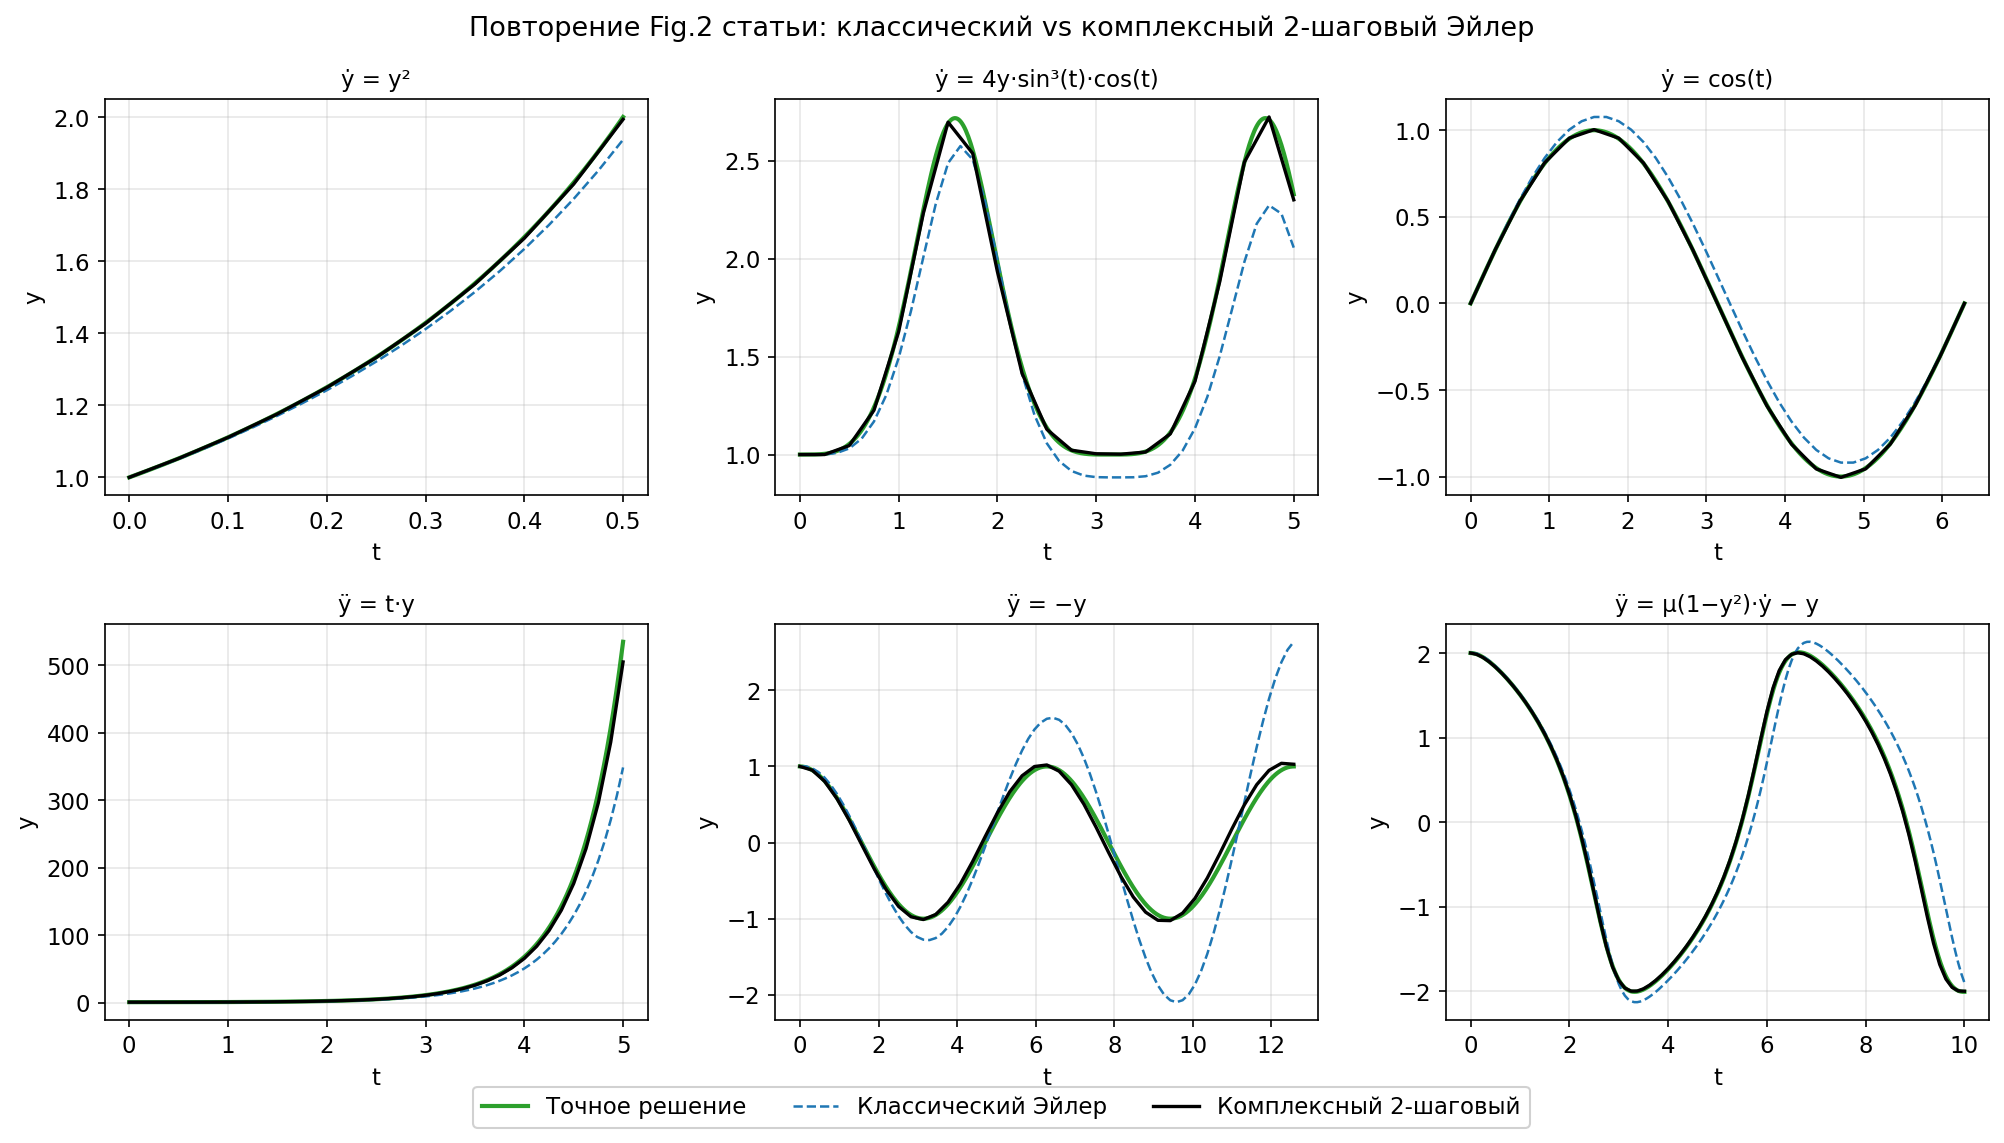 Повторение Fig.2 статьи: классический vs комплексный 2-шаговый Эйлер
ẏ = y²
ẏ = 4y·sin³(t)·cos(t)
ẏ = cos(t)
y
2.0
1.8
1.6
1.4
1.2
1.0
0.0 0.1 0.2 0.3 0.4 0.5
t
y
2.5
2.0
1.5
1.0
0 1 2 3 4 5
t
y
1.0
0.5
0.0
−0.5
−1.0
0 1 2 3 4 5 6
t
ÿ = t·y
ÿ = −y
ÿ = μ(1−y²)·ẏ − y
y
500
400
300
200
100
0
0 1 2 3 4 5
t
y
2
1
0
−1
−2
0 2 4 6 8 10 12
t
y
2
1
0
−1
−2
0 2 4 6 8 10
t
Точное решение Классический Эйлер Комплексный 2-шаговый